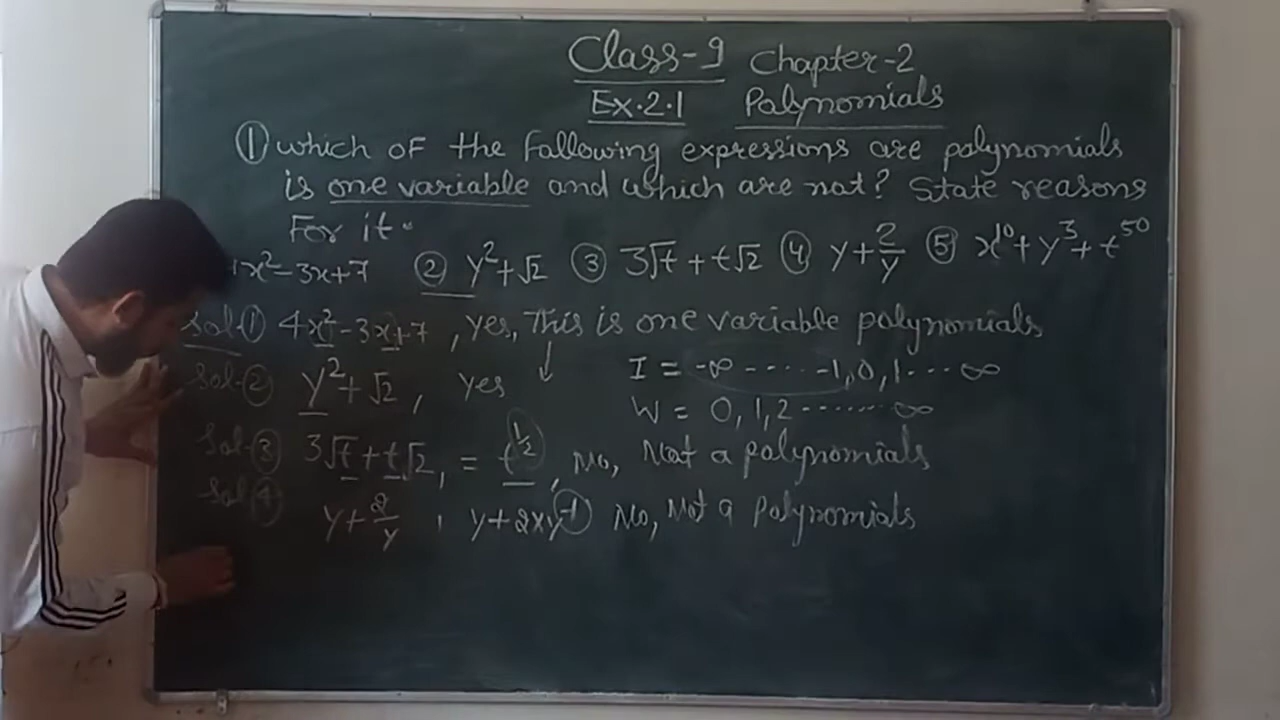 Class-9 Chapter-2
Ex.2.1 Polynomials
① which of the following expressions are polynomials
is one variable and which are not? State reasons
For it.
4x²-3x+7 ② y²+√2 ③ 3√t+t√2 ④ y+2/y ⑤ x¹⁰+y³+t⁵⁰
Sol-① 4x²-3x+7, yes, This is one variable polynomials
Sol-② y²+√2, yes ↓ I = -∞ ---- -1,0,1 --- ∞
W = 0,1,2 ------- ∞
Sol-③ 3√t+t√2, = t^1/2, No, Not a polynomials
Sol-④
y+2/y, y+2xy⁻¹ No, Not a polynomials